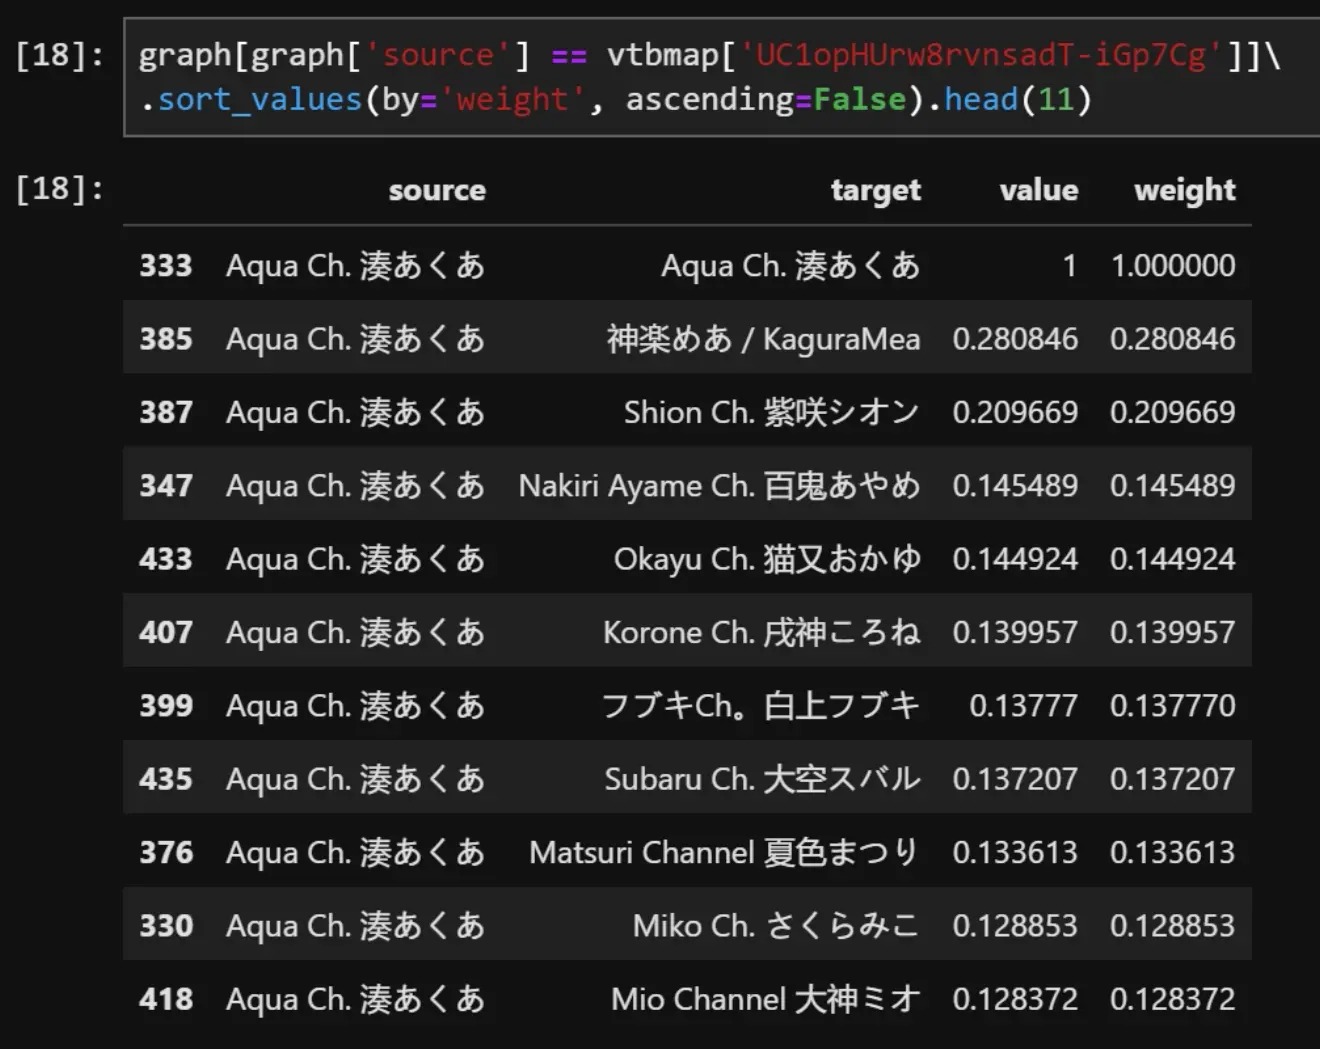 [18]: graph[graph['source'] == vtbmap['UC1opHUrw8rvnsadT-iGp7Cg']]\
.sort_values(by='weight', ascending=False).head(11)
[18]: source target value weight
333 Aqua Ch. 湊あくあ Aqua Ch. 湊あくあ 1 1.000000
385 Aqua Ch. 湊あくあ 神楽めあ / KaguraMea 0.280846 0.280846
387 Aqua Ch. 湊あくあ Shion Ch. 紫咲シオン 0.209669 0.209669
347 Aqua Ch. 湊あくあ Nakiri Ayame Ch. 百鬼あやめ 0.145489 0.145489
433 Aqua Ch. 湊あくあ Okayu Ch. 猫又おかゆ 0.144924 0.144924
407 Aqua Ch. 湊あくあ Korone Ch. 戌神ころね 0.139957 0.139957
399 Aqua Ch. 湊あくあ フブキCh。白上フブキ 0.13777 0.137770
435 Aqua Ch. 湊あくあ Subaru Ch. 大空スバル 0.137207 0.137207
376 Aqua Ch. 湊あくあ Matsuri Channel 夏色まつり 0.133613 0.133613
330 Aqua Ch. 湊あくあ Miko Ch. さくらみこ 0.128853 0.128853
418 Aqua Ch. 湊あくあ Mio Channel 大神ミオ 0.128372 0.128372